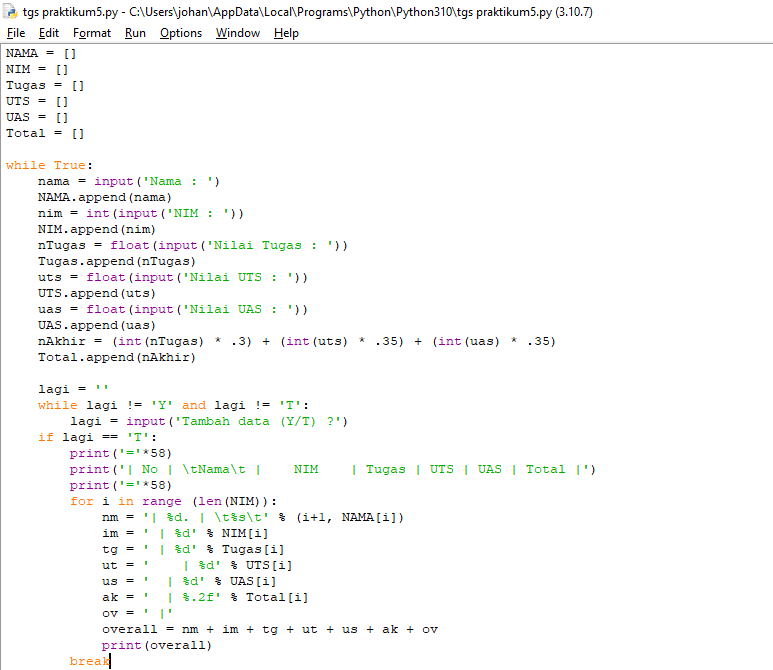 tgs praktikum5.py - C:\Users\johan\AppData\Local\Programs\Python\Python310\tgs praktikum5.py (3.10.7)
File Edit Format Run Options Window Help
NAMA = []
NIM = []
Tugas = []
UTS = []
UAS = []
Total = []

while True:
    nama = input('Nama : ')
    NAMA.append(nama)
    nim = int(input('NIM : '))
    NIM.append(nim)
    nTugas = float(input('Nilai Tugas : '))
    Tugas.append(nTugas)
    uts = float(input('Nilai UTS : '))
    UTS.append(uts)
    uas = float(input('Nilai UAS : '))
    UAS.append(uas)
    nAkhir = (int(nTugas) * .3) + (int(uts) * .35) + (int(uas) * .35)
    Total.append(nAkhir)

    lagi = ''
    while lagi != 'Y' and lagi != 'T':
        lagi = input('Tambah data (Y/T) ?')
    if lagi == 'T':
        print('='*58)
        print('| No | \tNama\t |    NIM    | Tugas | UTS | UAS | Total |')
        print('='*58)
        for i in range (len(NIM)):
            nm = '| %d. | \t%s\t' % (i+1, NAMA[i])
            im = ' | %d' % NIM[i]
            tg = ' | %d' % Tugas[i]
            ut = '    | %d' % UTS[i]
            us = '  | %d' % UAS[i]
            ak = '  | %.2f' % Total[i]
            ov = ' |'
            overall = nm + im + tg + ut + us + ak + ov
            print(overall)
        break